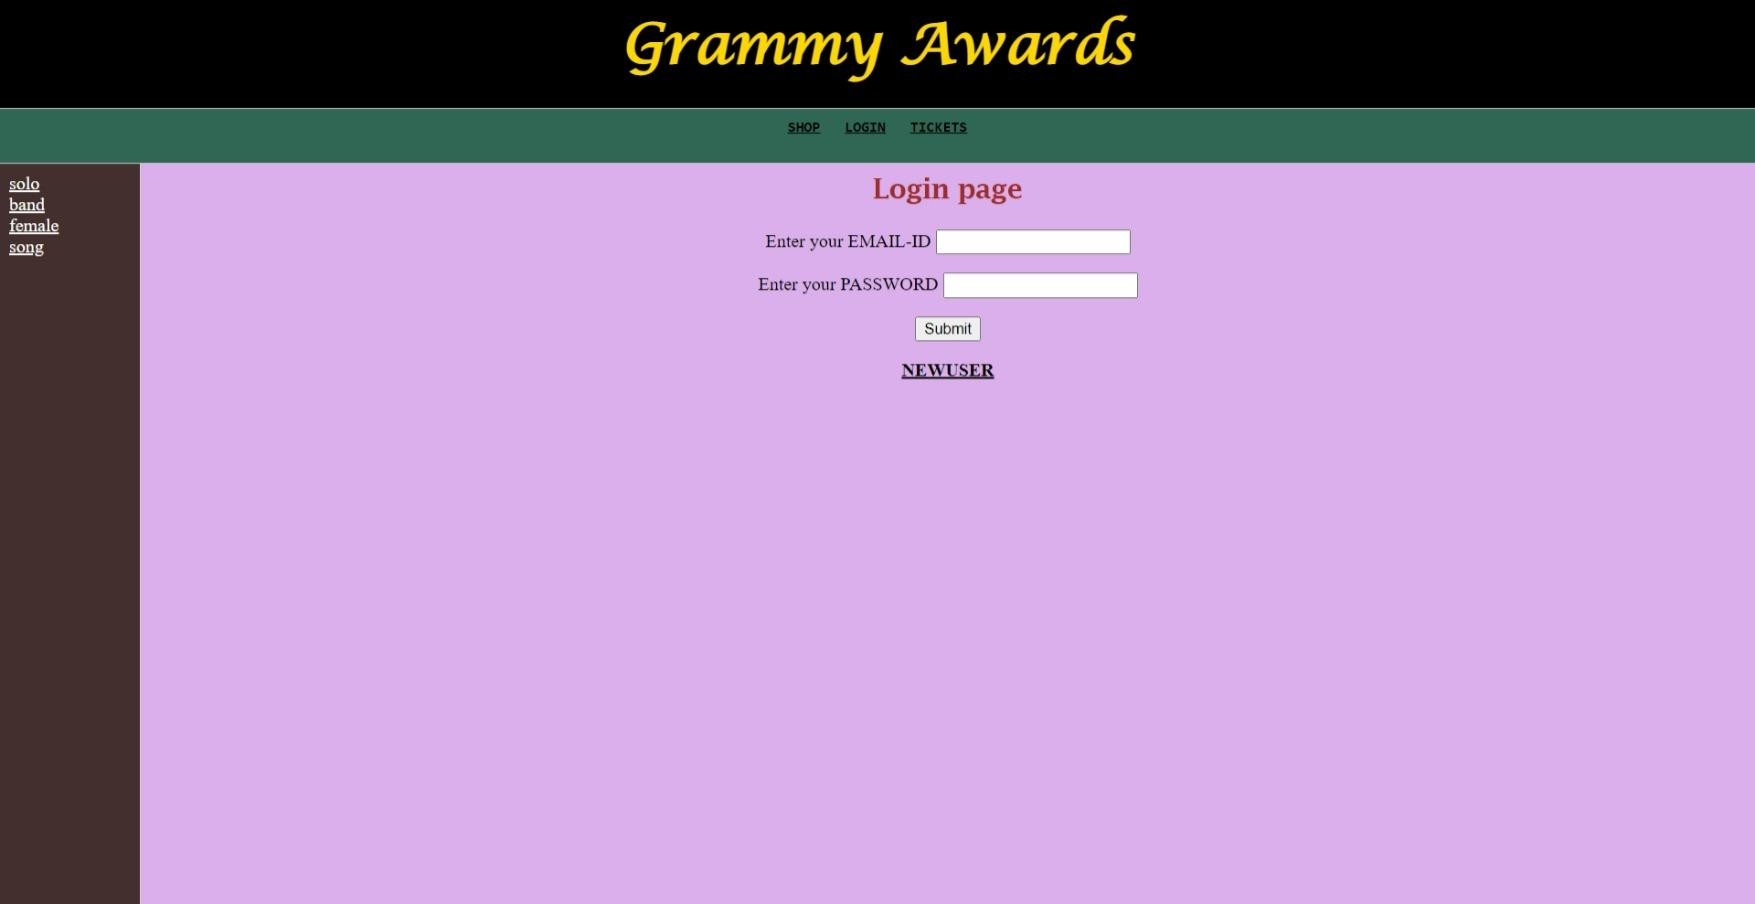 Grammy Awards
SHOP LOGIN TICKETS
solo
band
female
song
Login page
Enter your EMAIL-ID
Enter your PASSWORD
Submit
NEWUSER